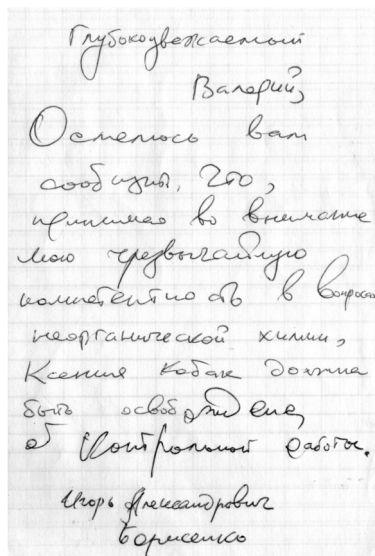 Глубокоуважаемый
Валерий,
Осмелюсь вам
сообщить, что,
принимая во внимание
мою чрезвычайную
компетентность в вопросах
неорганической химии,
Ксения Кабак должна
быть освобождена
от контрольной работы.
Игорь Александрович
Борисенко